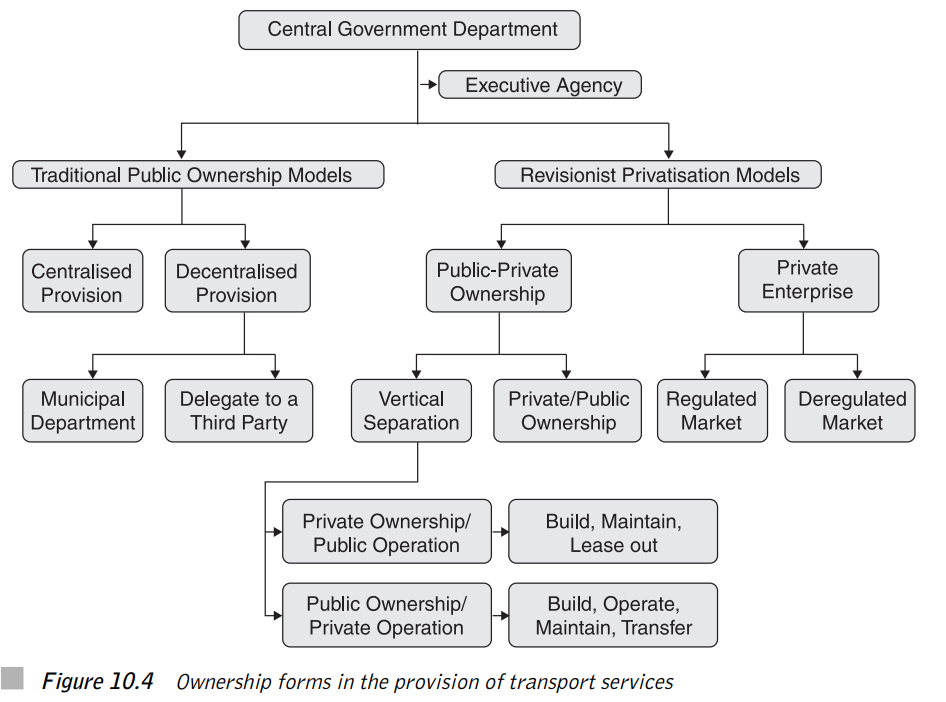 Central Government Department
Executive Agency
Traditional Public Ownership Models
Revisionist Privatisation Models
Centralised
Provision
Decentralised
Provision
Public-Private
Ownership
Private
Enterprise
Municipal
Department
Delegate to a
Third Party
Vertical
Separation
Private/Public
Ownership
Regulated
Market
Deregulated
Market
Private Ownership/
Public Operation
Build, Maintain,
Lease out
Public Ownership/
Private Operation
Build, Operate,
Maintain, Transfer
Figure 10.4 Ownership forms in the provision of transport services